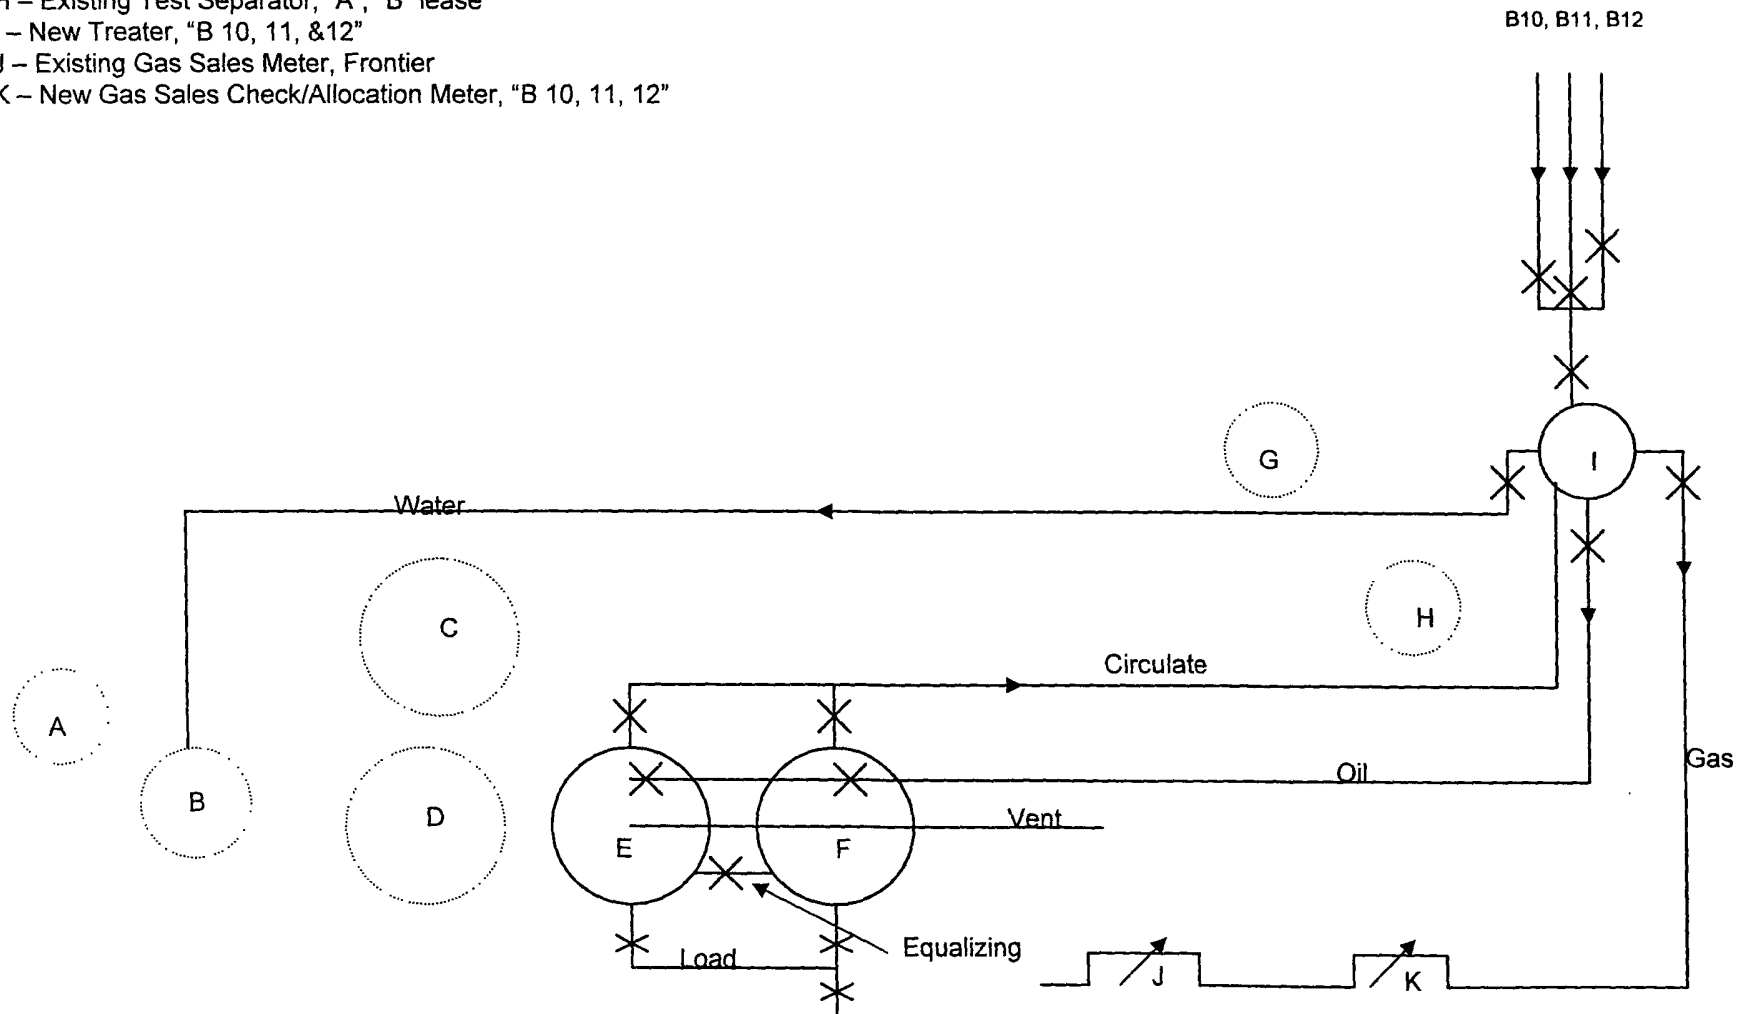 H – Existing Test Separator, "A", "B" lease
I – New Treater, “B 10, 11, &12”
J – Existing Gas Sales Meter, Frontier
K – New Gas Sales Check/Allocation Meter, “B 10, 11, 12”
B10, B11, B12
G
I
Water
C
H
Circulate
A
B
D
E
F
Oil
Gas
Vent
Equalizing
Load
J
K